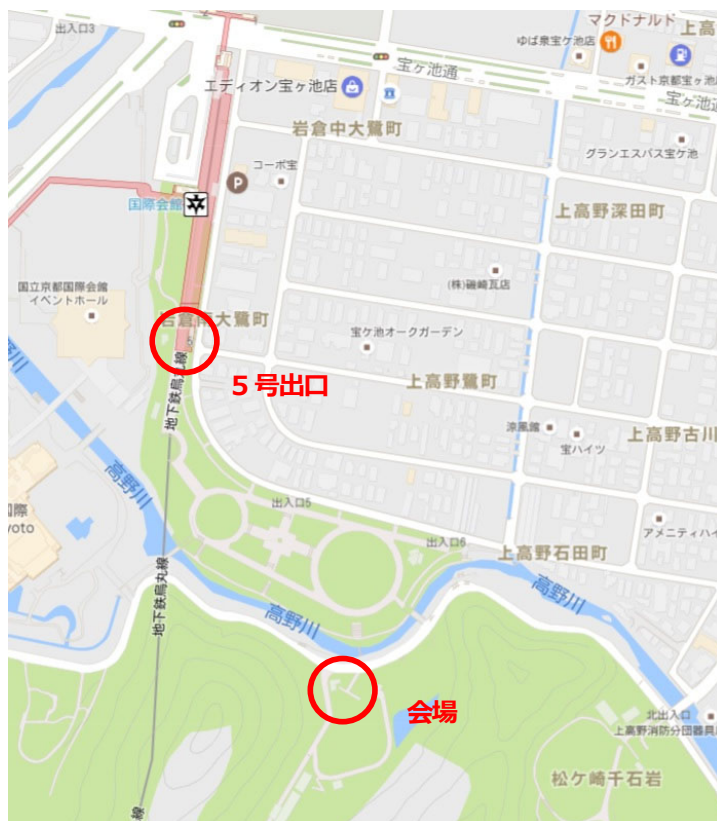 出入口3
マクドナルド
上高
ゆば泉宝ケ池店
宝ヶ池通
ガスト京都宝ヶ池店
宝ヶ池通
エディオン宝ヶ池店
岩倉中大鷺町
グランエスパス宝ケ池
コーポ宝
P
国際会館
上高野深田町
国立京都国際会館
イベントホール
(株)磯崎瓦店
岩倉南大鷺町
宝ケ池オークガーデン
5号出口
上高野鷺町
地下鉄烏丸線
涼風館
宝ハイツ
上高野古川
高野川
出入口5
国際
yoto
出入口6
アメニティハイ
上高野石田町
地下鉄烏丸線
高野川
高野川
会場
北出入口
上高野消防分団器具
松ケ崎千石岩
線